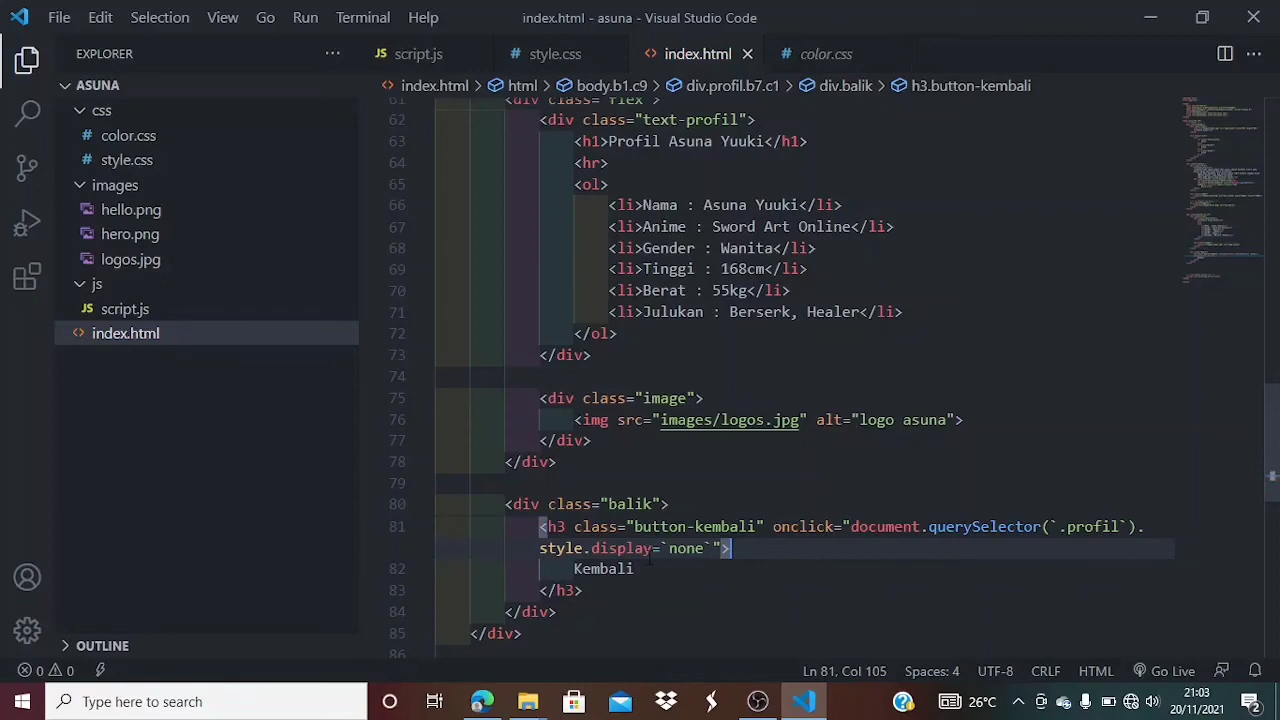 File Edit Selection View Go Run Terminal Help
index.html - asuna - Visual Studio Code
EXPLORER
ASUNA
css
color.css
style.css
images
hello.png
hero.png
logos.jpg
js
JS script.js
index.html
OUTLINE
JS script.js
style.css
index.html
color.css
index.html > html > body.b1.c9 > div.profil.b7.c1 > div.balik > h3.button-kembali
61 <div class="flex">
62 <div class="text-profil">
63 <h1>Profil Asuna Yuuki</h1>
64 <hr>
65 <ol>
66 <li>Nama : Asuna Yuuki</li>
67 <li>Anime : Sword Art Online</li>
68 <li>Gender : Wanita</li>
69 <li>Tinggi : 168cm</li>
70 <li>Berat : 55kg</li>
71 <li>Julukan : Berserk, Healer</li>
72 </ol>
73 </div>
74
75 <div class="image">
76 <img src="images/logos.jpg" alt="logo asuna">
77 </div>
78 </div>
79
80 <div class="balik">
81 <h3 class="button-kembali" onclick="document.querySelector(`.profil`).
style.display=`none`">
82 Kembali
83 </h3>
84 </div>
85 </div>
86
0 0
Ln 81, Col 105 Spaces: 4 UTF-8 CRLF HTML Go Live
Type here to search
26°C
21:03
20/11/2021
2